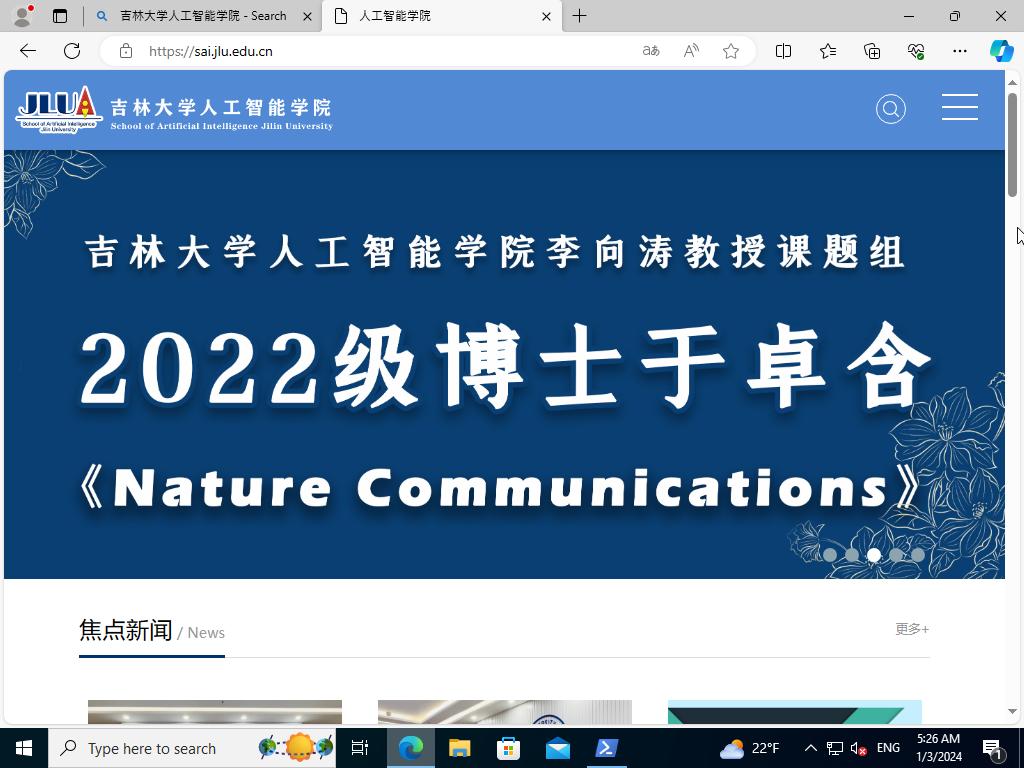 吉林大学人工智能学院 - Search
人工智能学院
https://sai.jlu.edu.cn
JLUA
School of Artificial Intelligence
Jilin University
吉林大学人工智能学院
School of Artificial Intelligence Jilin University
吉林大学人工智能学院李向涛教授课题组
2022级博士于卓含
《Nature Communications》
焦点新闻 / News
更多+
Type here to search
22°F
ENG
5:26 AM
1/3/2024
1